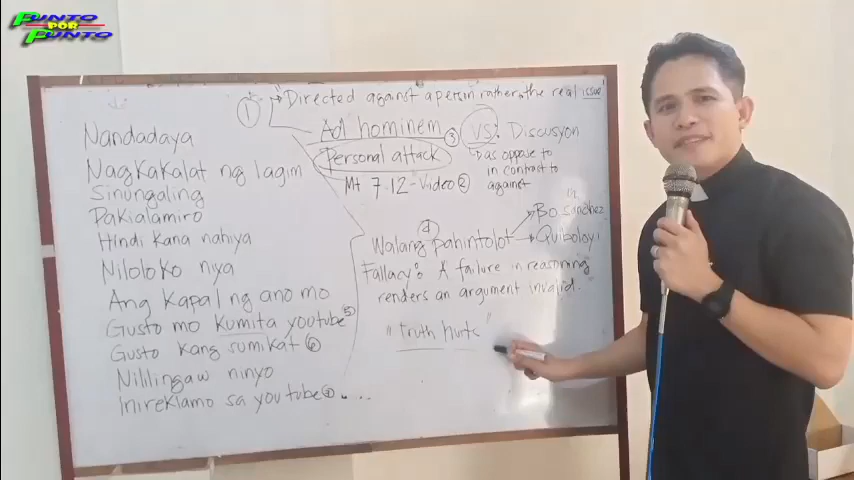 PUNTO
POR
PUNTO
Nandadaya
Nagkakalat ng lagim
Sinungaling
Pakialamiro
Hindi kana nahiya
Niloloko niya
Ang kapal ng ano mo
Gusto mo kumita youtube ⑤
Gusto kang sumikat ⑥
Nililingaw ninyo
Inireklamo sa youtube
① Directed against a person rather the real issue
Ad hominem ③ VS. Discusyon
Personal attack
as oppose to
in contract to
against
Mt 7.12 - Video ②
④
Walang pahintolot
Bo Sanchez
Quiboloy
Fallacy: A failure in reasoning
renders an argument invalid.
"truth hurts"